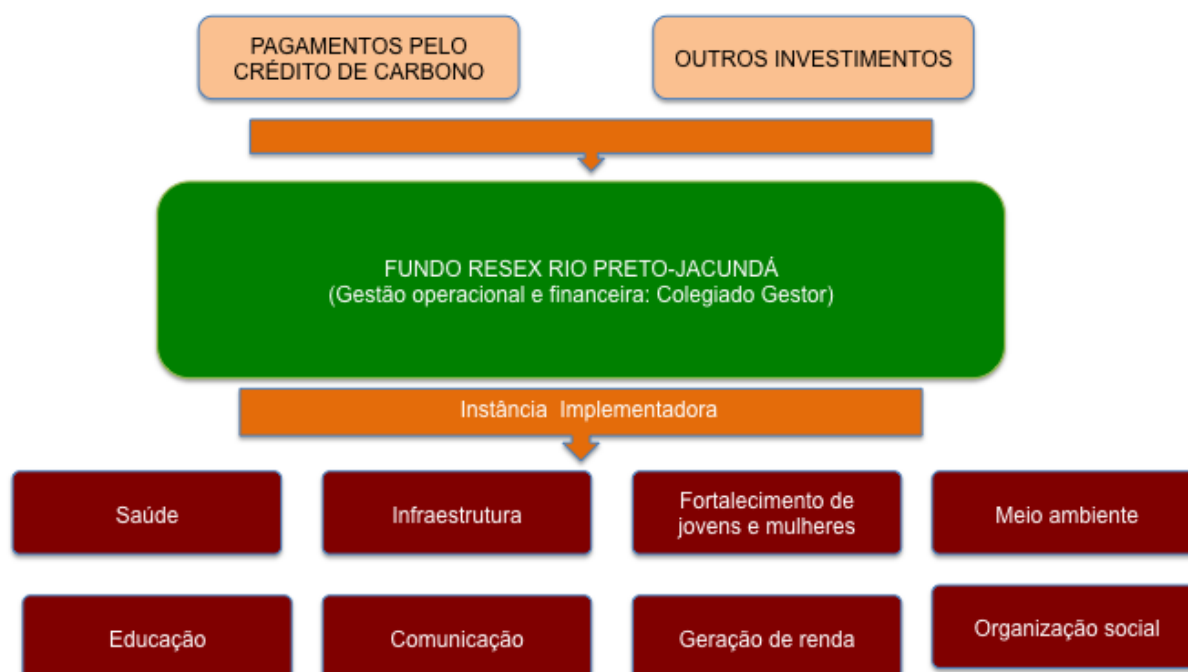 PAGAMENTOS PELO
CRÉDITO DE CARBONO
OUTROS INVESTIMENTOS
FUNDO RESEX RIO PRETO-JACUNDÁ
(Gestão operacional e financeira: Colegiado Gestor)
Instância Implementadora
Saúde
Infraestrutura
Fortalecimento de
jovens e mulheres
Meio ambiente
Educação
Comunicação
Geração de renda
Organização social